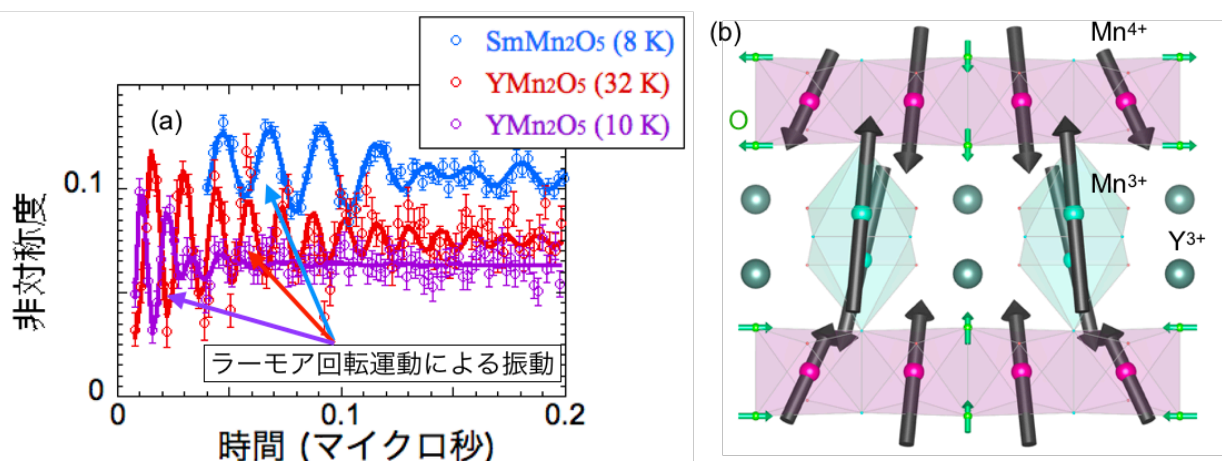 SmMn2O5 (8 K)
YMn2O5 (32 K)
YMn2O5 (10 K)
(a)
非対称度
0.1
0
ラーモア回転運動による振動
0
0.1
0.2
時間 (マイクロ秒)
(b)
Mn4+
O
Mn3+
Y3+